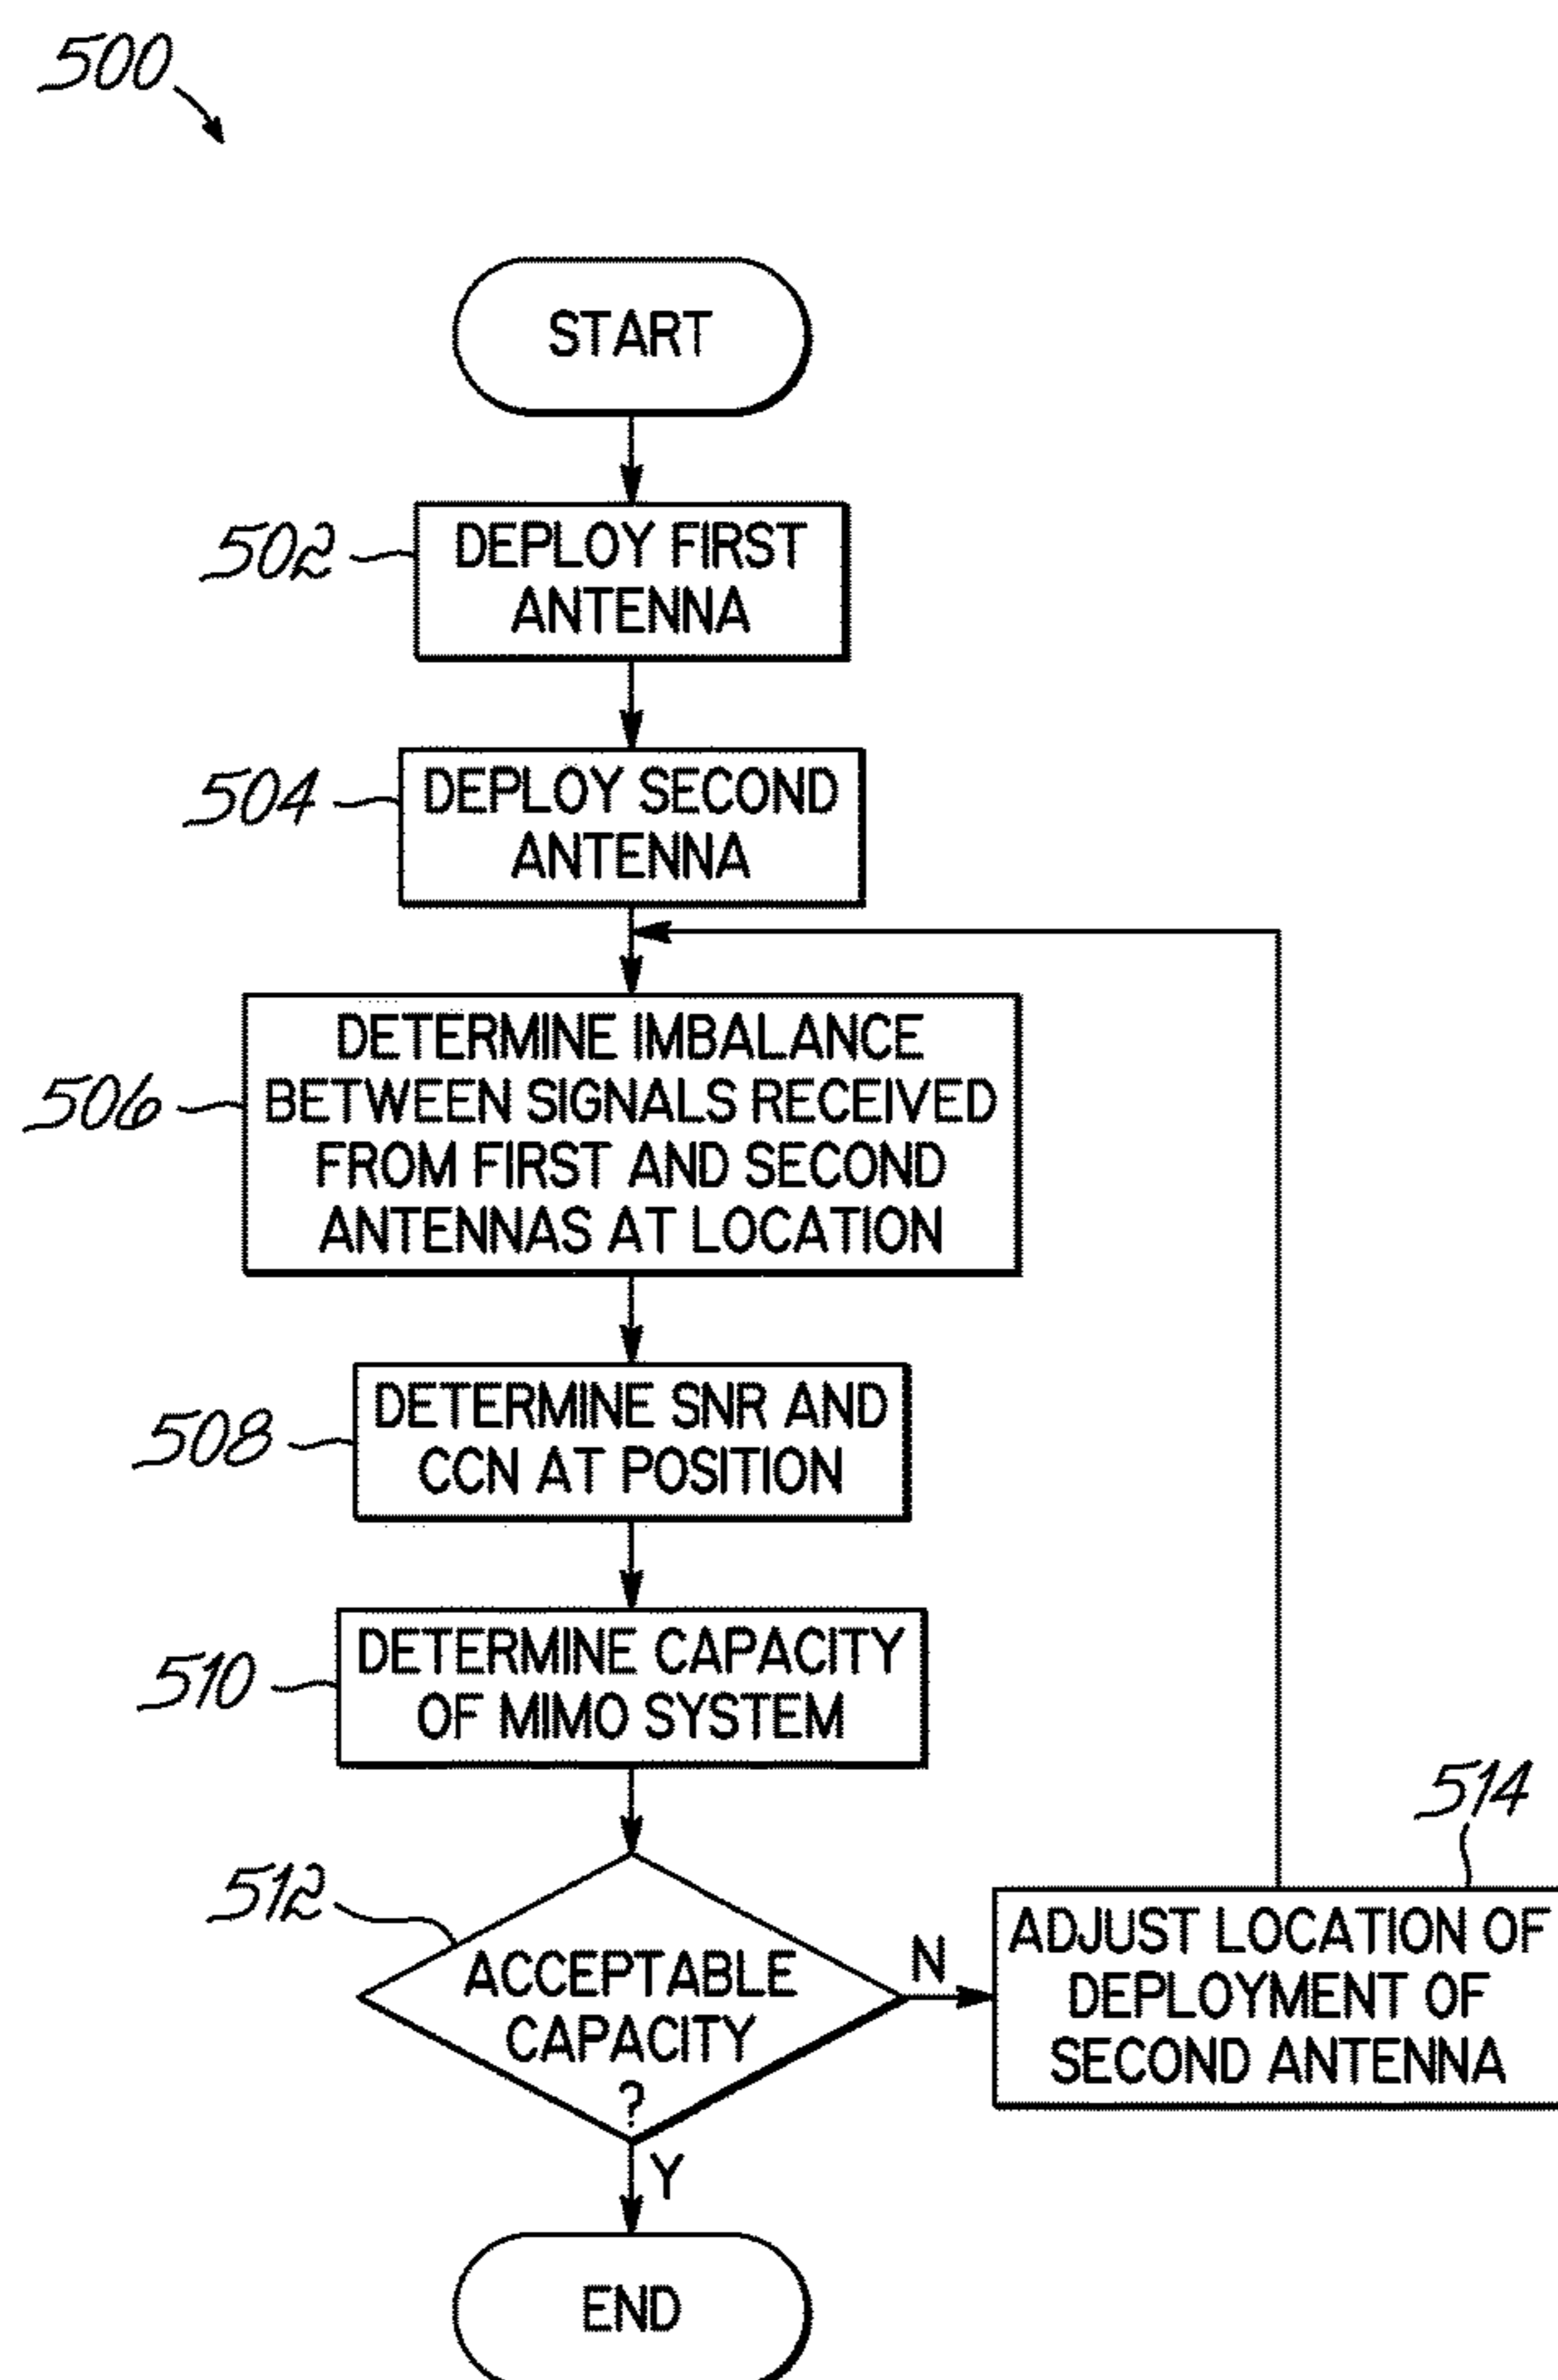 500
START
502
DEPLOY FIRST
ANTENNA
504
DEPLOY SECOND
ANTENNA
506
DETERMINE IMBALANCE
BETWEEN SIGNALS RECEIVED
FROM FIRST AND SECOND
ANTENNAS AT LOCATION
508
DETERMINE SNR AND
CCN AT POSITION
510
DETERMINE CAPACITY
OF MIMO SYSTEM
512
ACCEPTABLE
CAPACITY
?
N
514
ADJUST LOCATION OF
DEPLOYMENT OF
SECOND ANTENNA
Y
END